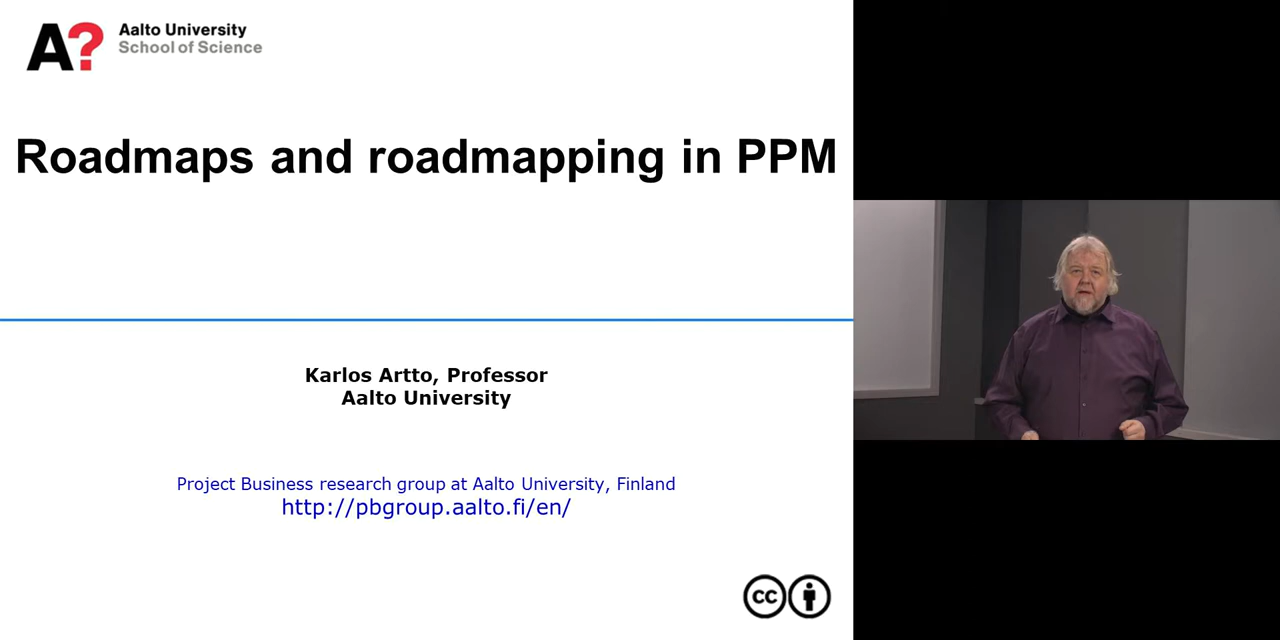 A?
Aalto University
School of Science
Roadmaps and roadmapping in PPM
Karlos Artto, Professor
Aalto University
Project Business research group at Aalto University, Finland
http://pbgroup.aalto.fi/en/
cc